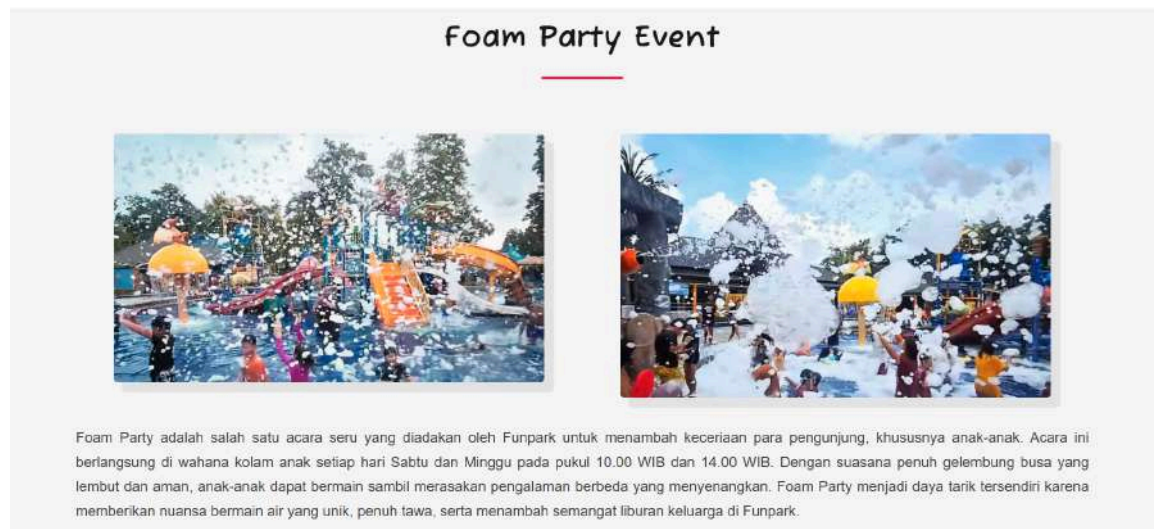 Foam Party Event
Foam Party adalah salah satu acara seru yang diadakan oleh Funpark untuk menambah keceriaan para pengunjung, khususnya anak-anak. Acara ini
berlangsung di wahana kolam anak setiap hari Sabtu dan Minggu pada pukul 10.00 WIB dan 14.00 WIB. Dengan suasana penuh gelembung busa yang
lembut dan aman, anak-anak dapat bermain sambil merasakan pengalaman berbeda yang menyenangkan. Foam Party menjadi daya tarik tersendiri karena
memberikan nuansa bermain air yang unik, penuh tawa, serta menambah semangat liburan keluarga di Funpark.